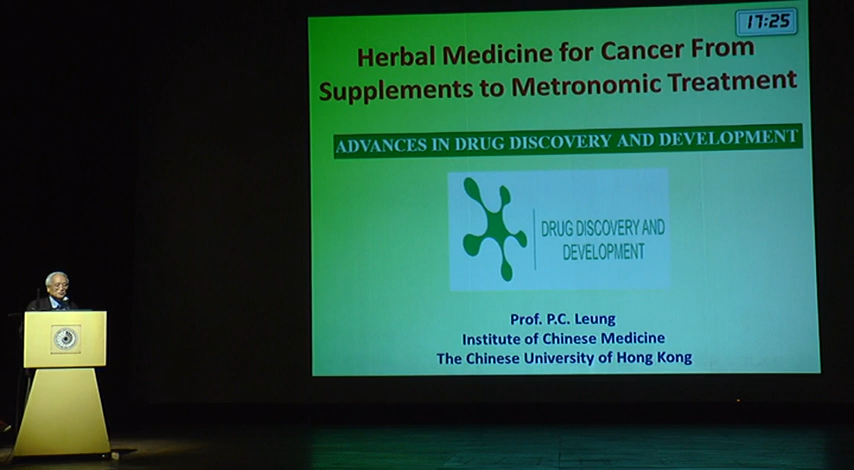 17:25
Herbal Medicine for Cancer From
Supplements to Metronomic Treatment
ADVANCES IN DRUG DISCOVERY AND DEVELOPMENT
DRUG DISCOVERY AND
DEVELOPMENT
Prof. P.C. Leung
Institute of Chinese Medicine
The Chinese University of Hong Kong